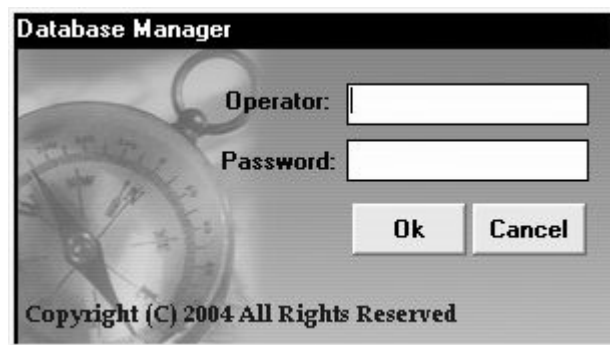 Database Manager
Operator:
Password:
Ok
Cancel
Copyright (C) 2004 All Rights Reserved